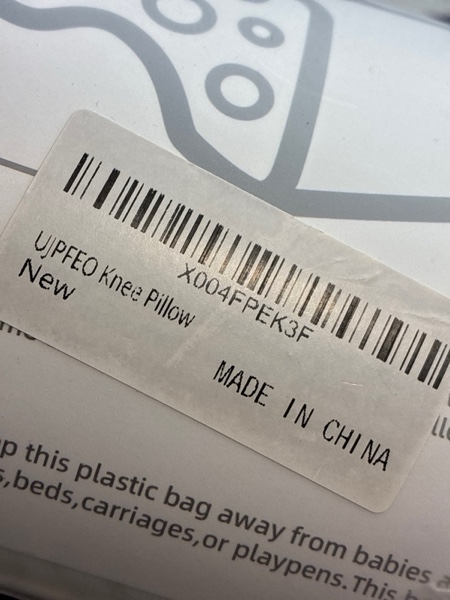 X004FPEK3F
UJPFEO Knee Pillow
New
MADE IN CHINA
p this plastic bag away from babies
,beds,carriages,or playpens.This